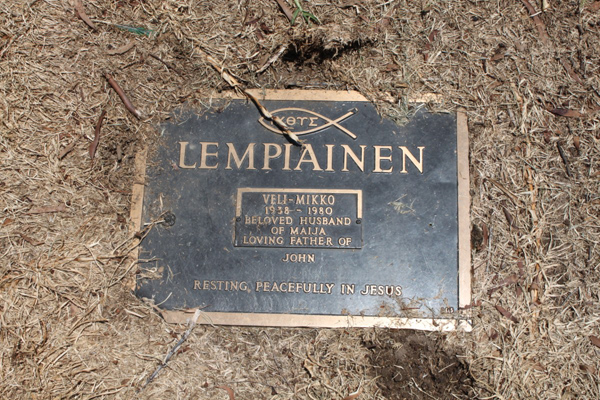 ΙΧΘΥΣ
LEMPIAINEN
VELI-MIKKO
1938 - 1980
BELOVED HUSBAND
OF MAIJA
LOVING FATHER OF
JOHN
RESTING PEACEFULLY IN JESUS